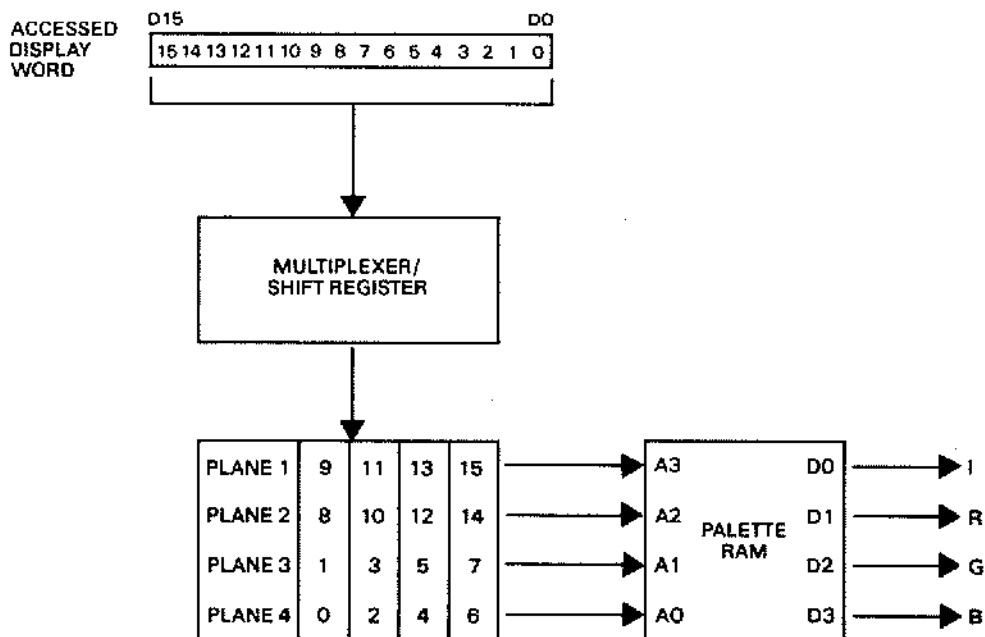 ACCESSED
DISPLAY
WORD
D15 D0
15 14 13 12 11 10 9 8 7 6 5 4 3 2 1 0
MULTIPLEXER/
SHIFT REGISTER
PLANE 1 9 11 13 15 A3 D0 I
PLANE 2 8 10 12 14 A2 D1 R
PALETTE
RAM
PLANE 3 1 3 5 7 A1 D2 G
PLANE 4 0 2 4 6 A0 D3 B